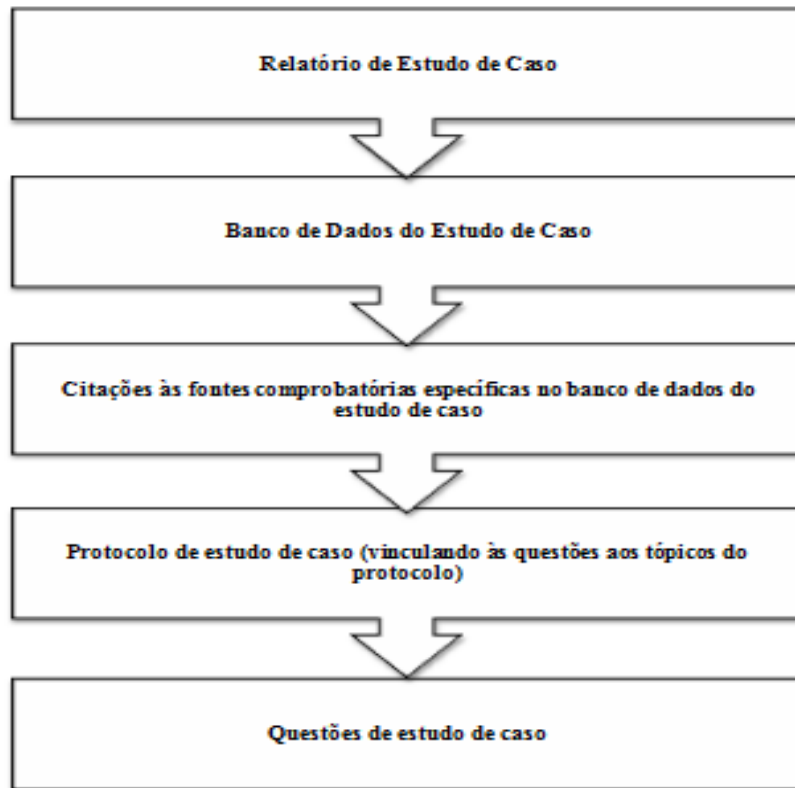 Relatório de Estudo de Caso
Banco de Dados do Estudo de Caso
Citações às fontes comprobatórias específicas no banco de dados do
estudo de caso
Protocolo de estudo de caso (vinculando às questões aos tópicos do
protocolo)
Questões de estudo de caso